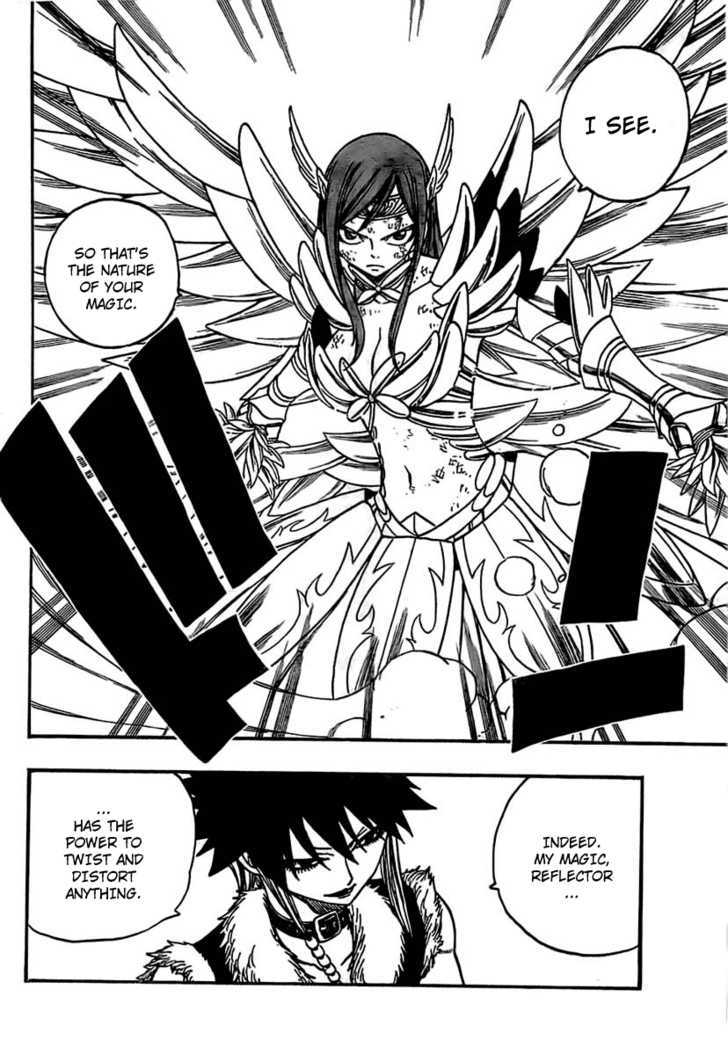 I SEE.
SO THAT'S
THE NATURE
OF YOUR
MAGIC.
INDEED.
MY MAGIC,
REFLECTOR
...
...
HAS THE
POWER TO
TWIST AND
DISTORT
ANYTHING.